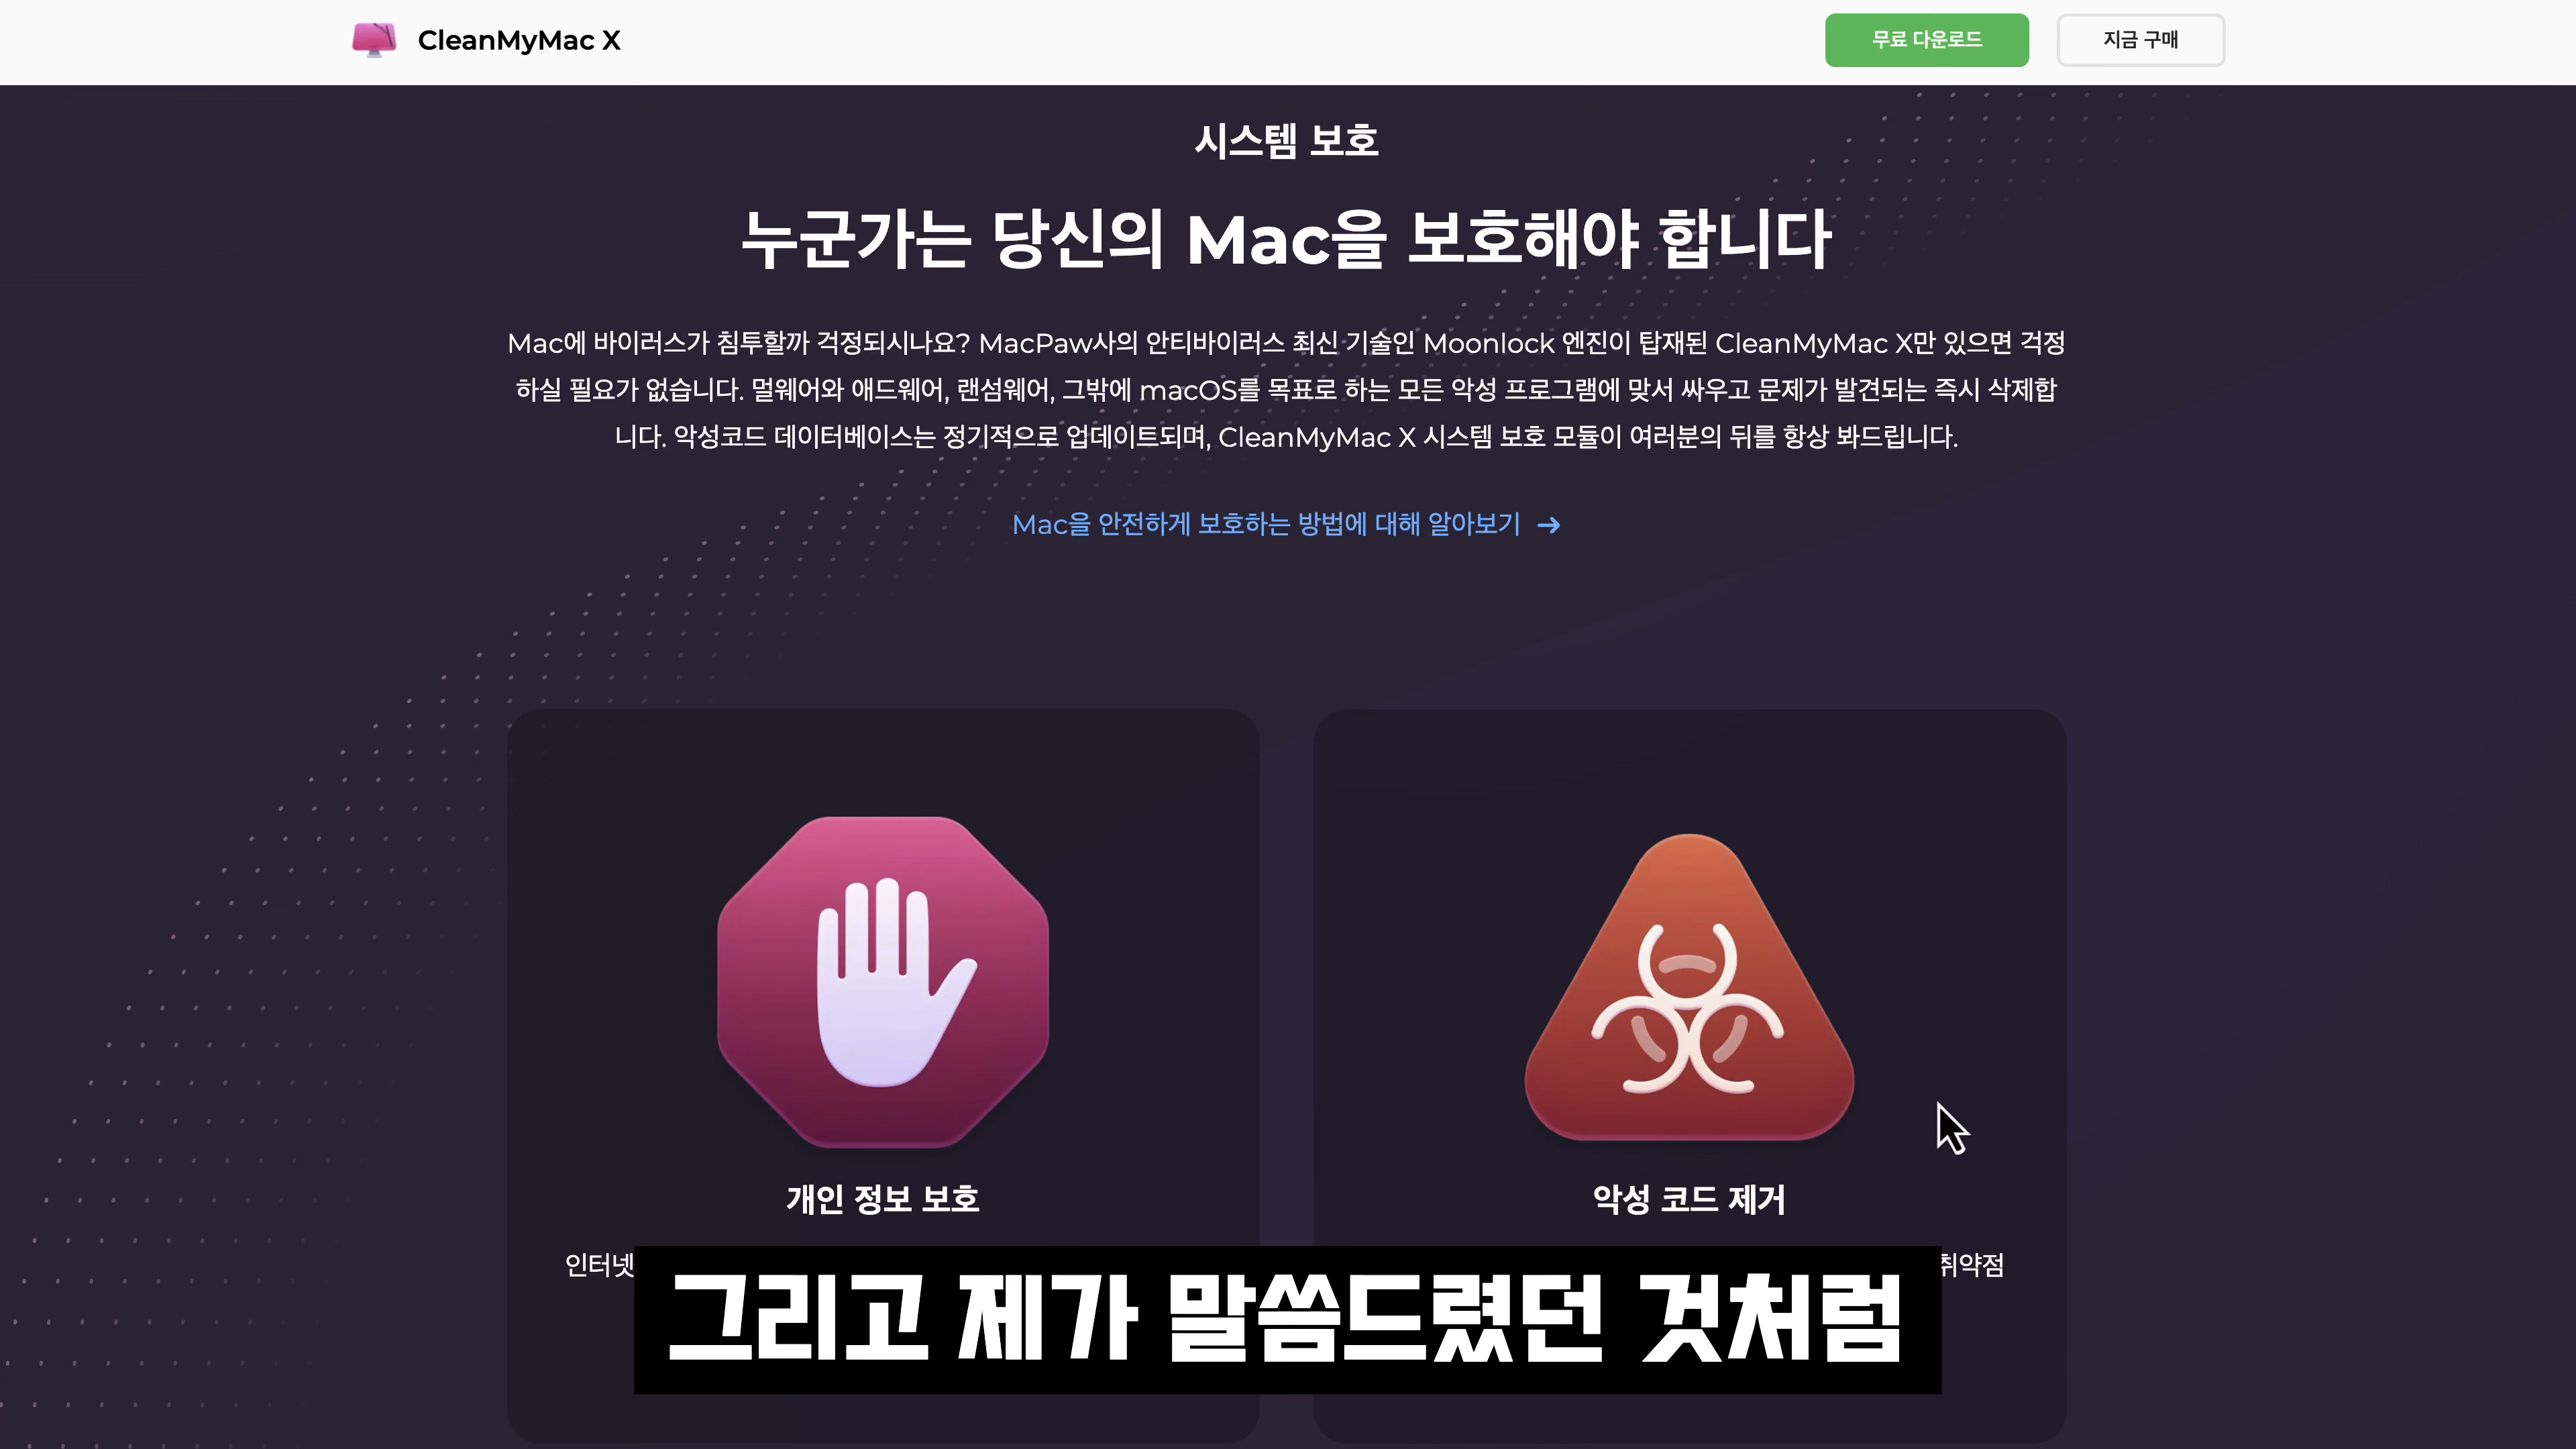 CleanMyMac X
무료 다운로드
지금 구매
시스템 보호
누군가는 당신의 Mac을 보호해야 합니다
Mac에 바이러스가 침투할까 걱정되시나요? MacPaw사의 안티바이러스 최신 기술인 Moonlock 엔진이 탑재된 CleanMyMac X만 있으면 걱정
하실 필요가 없습니다. 멀웨어와 애드웨어, 랜섬웨어, 그밖에 macOS를 목표로 하는 모든 악성 프로그램에 맞서 싸우고 문제가 발견되는 즉시 삭제합
니다. 악성코드 데이터베이스는 정기적으로 업데이트되며, CleanMyMac X 시스템 보호 모듈이 여러분의 뒤를 항상 봐드립니다.
Mac을 안전하게 보호하는 방법에 대해 알아보기 →
개인 정보 보호
악성 코드 제거
인터넷
취약점
그리고 제가 말씀드렸던 것처럼